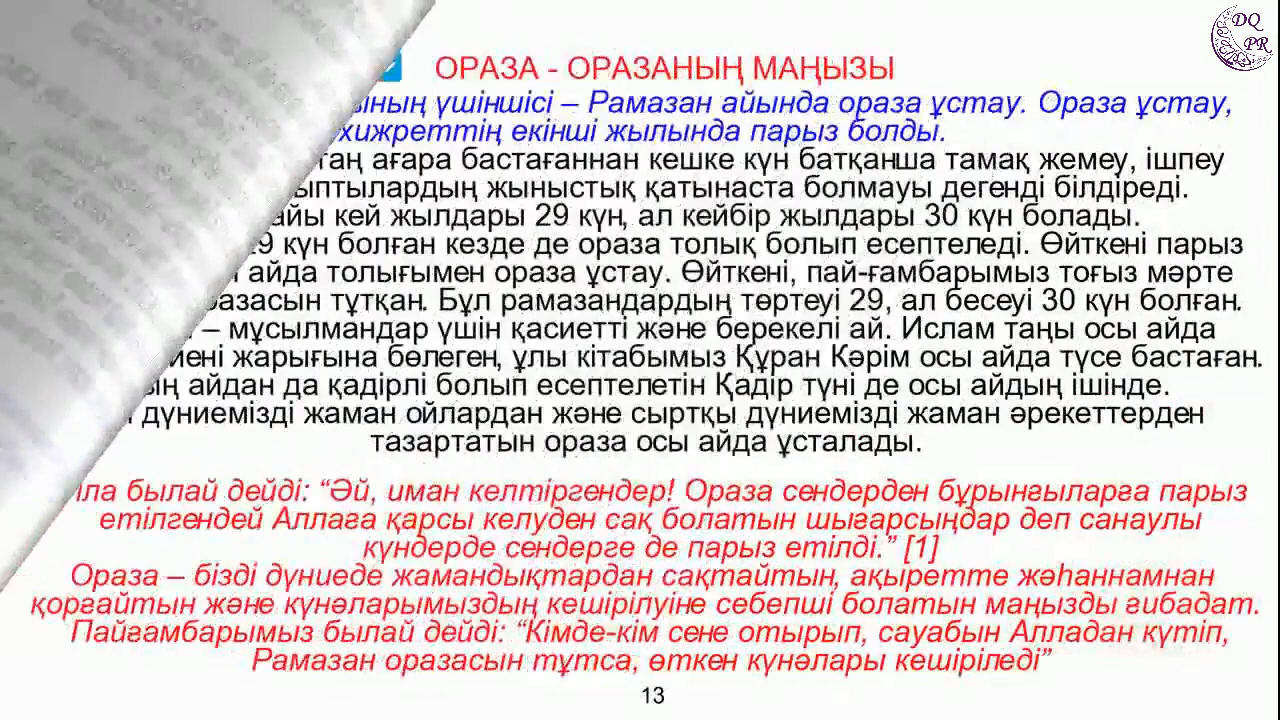 DQ
PR
ОРАЗА - ОРАЗАНЫҢ МАҢЫЗЫ
үшіншісі – Рамазан айында ораза ұстау. Ораза ұстау,
хижреттің екінші жылында парыз болды.
таң ағара бастағаннан кешке күн батқанша тамақ жемеу, ішпеу
жыныстық қатынаста болмауы дегенді білдіреді.
айы кей жылдары 29 күн, ал кейбір жылдары 30 күн болады.
күн болған кезде де ораза толық болып есептеледі. Өйткені парыз
айда толығымен ораза ұстау. Өйткені, пай-ғамбарымыз тоғыз мәрте
тұтқан. Бұл рамазандардың төртеуі 29, ал бесеуі 30 күн болған.
– мұсылмандар үшін қасиетті және берекелі ай. Ислам таңы осы айда
жарығына бөлеген, ұлы кітабымыз Құран Кәрім осы айда түсе бастаған.
айдан да қадірлі болып есептелетін Қадір түні де осы айдың ішінде.
дүниемізді жаман ойлардан және сыртқы дүниемізді жаман әрекеттерден
тазартатын ораза осы айда ұсталады.
былай дейді: “Әй, иман келтіргендер! Ораза сендерден бұрынғыларға парыз
етілгендей Аллаға қарсы келуден сақ болатын шығарсыңдар деп санаулы
күндерде сендерге де парыз етілді.” [1]
Ораза – бізді дүниеде жамандықтардан сақтайтын, ақыретте жәһаннамнан
қорғайтын және күнәларымыздың кешірілуіне себепші болатын маңызды ғибадат.
Пайғамбарымыз былай дейді: “Кімде-кім сене отырып, сауабын Алладан күтіп,
Рамазан оразасын тұтса, өткен күнәлары кешіріледі”
13